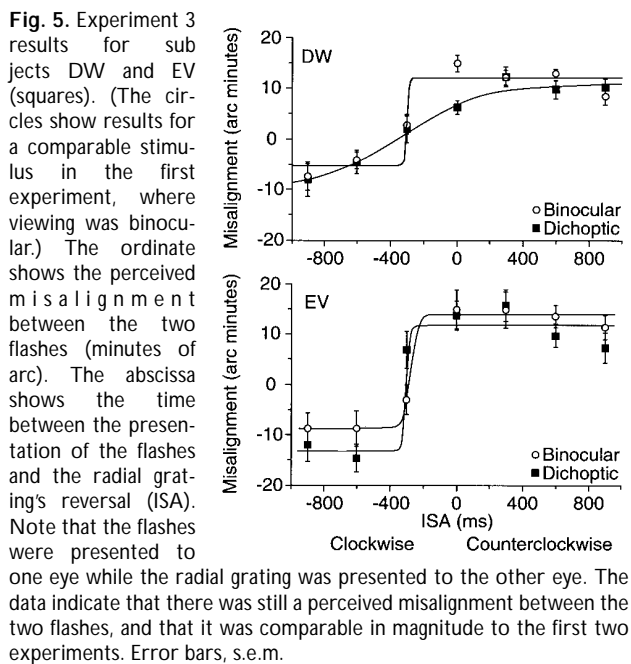 Fig. 5. Experiment 3
results for sub
jects DW and EV
(squares). (The cir-
cles show results for
a comparable stimu-
lus in the first
experiment, where
viewing was binocu-
lar.) The ordinate
shows the perceived
misalignment
between the two
flashes (minutes of
arc). The abscissa
shows the time
between the presen-
tation of the flashes
and the radial grat-
ing's reversal (ISA).
Note that the flashes
were presented to
one eye while the radial grating was presented to the other eye. The
data indicate that there was still a perceived misalignment between the
two flashes, and that it was comparable in magnitude to the first two
experiments. Error bars, s.e.m.
Misalignment (arc minutes)
20
10
0
-10
-20
DW
Binocular
Dichoptic
-800 -400 0 400 800
Misalignment (arc minutes)
20
10
0
-10
-20
EV
Binocular
Dichoptic
-800 -400 0 400 800
ISA (ms)
Clockwise Counterclockwise